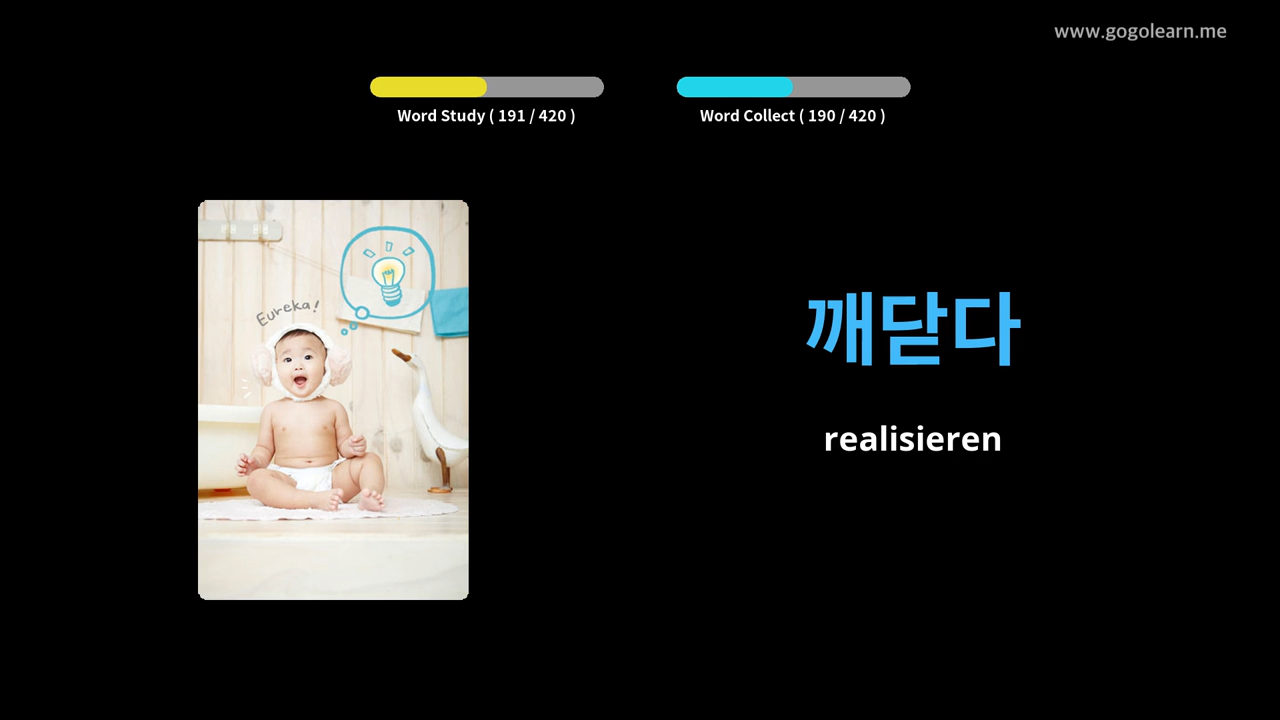 www.gogolearn.me
Word Study ( 191 / 420 )
Word Collect ( 190 / 420 )
Eureka!
깨닫다
realisieren